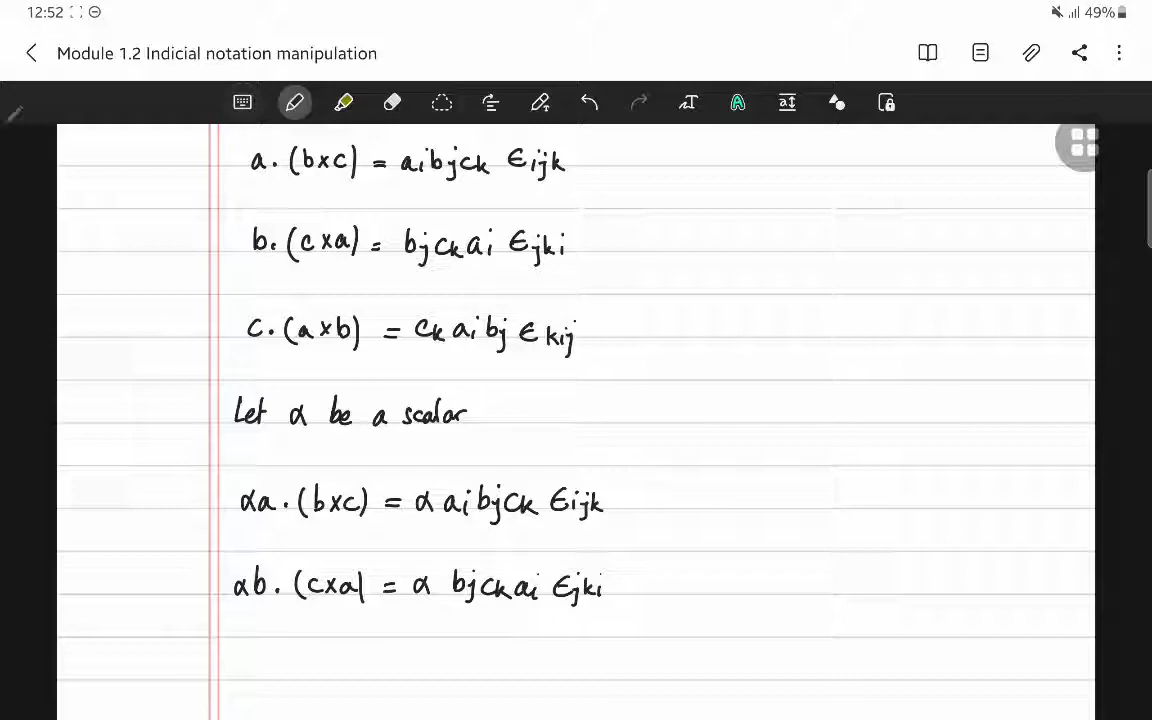 12:52 49%
Module 1.2 Indicial notation manipulation
a . (b×c) = aibjck ϵijk
b. (c×a) = bjckai ϵjki
c. (a×b) = ckaibj ϵkij
Let α be a scalar
αa . (b×c) = α aibjck ϵijk
αb . (c×a) = α bjckai ϵjki